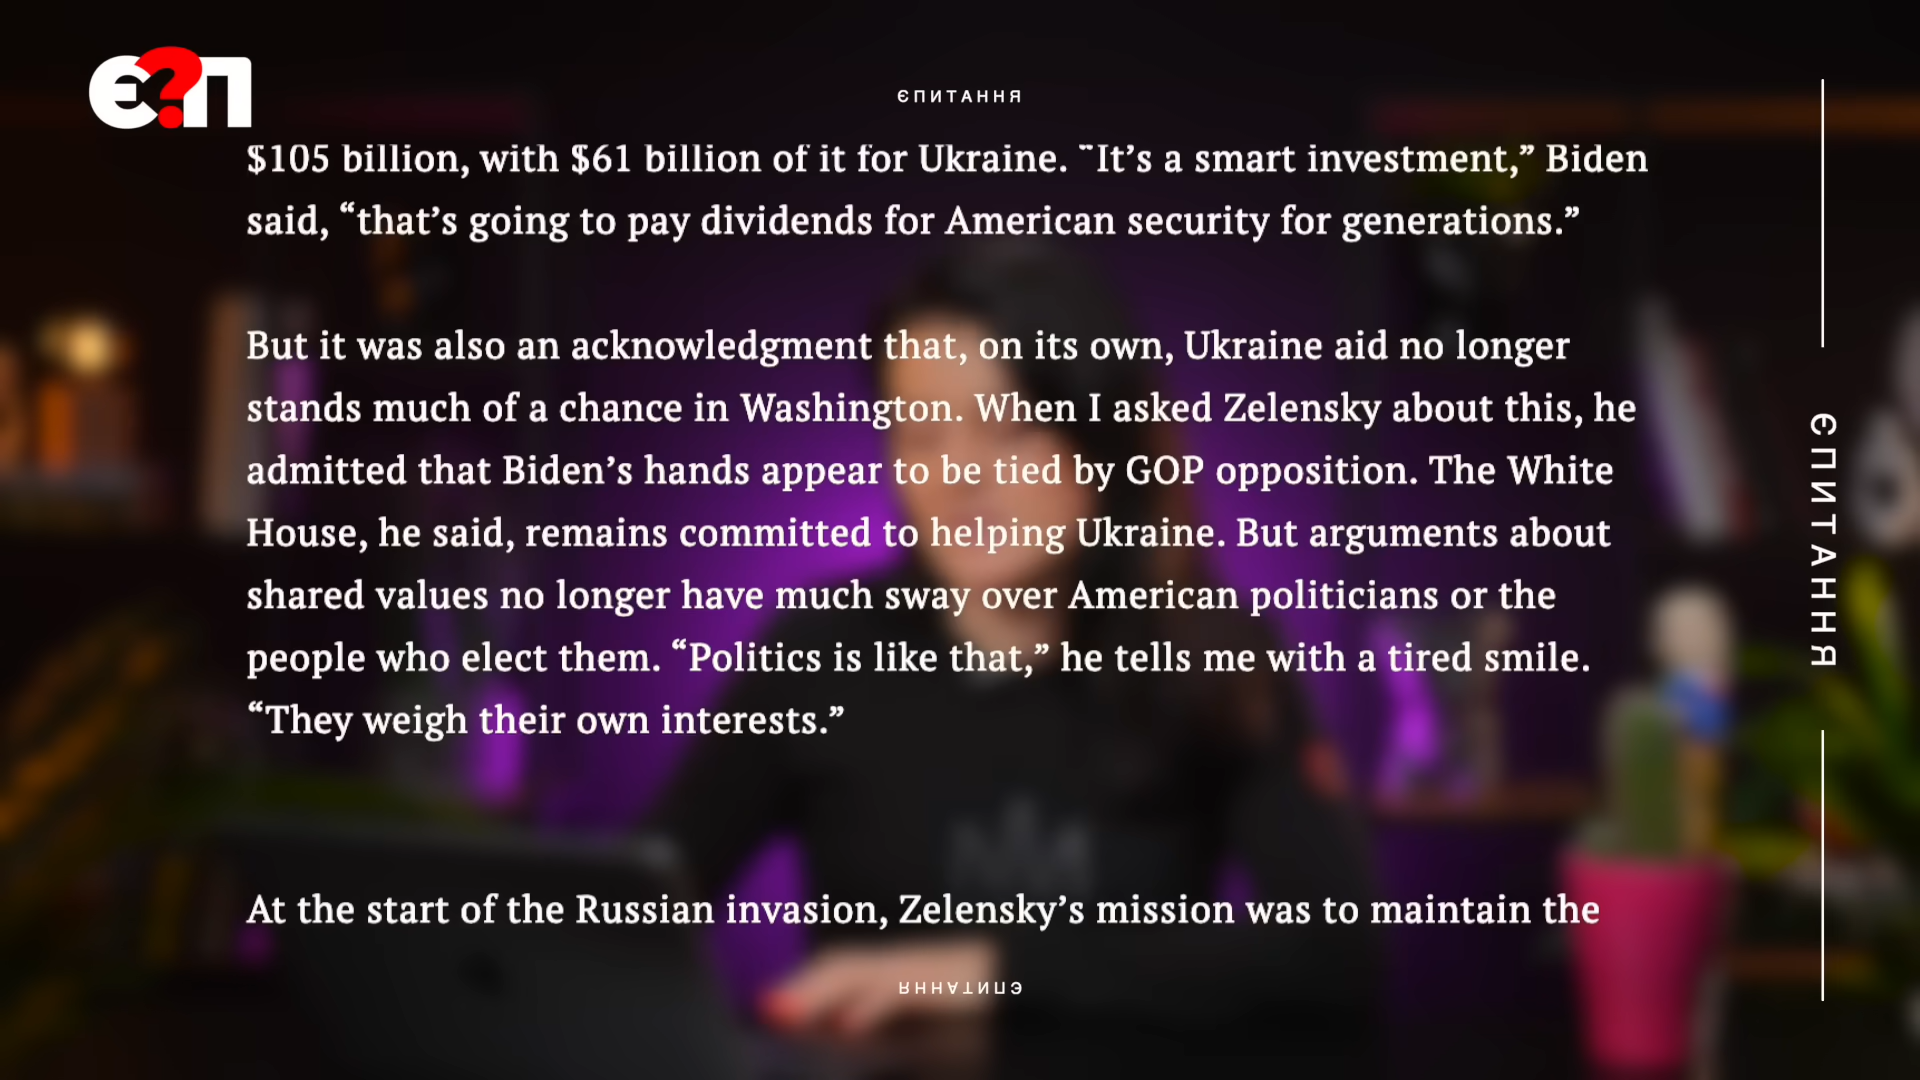 Є?П
ЄПИТАННЯ
$105 billion, with $61 billion of it for Ukraine. “It’s a smart investment,” Biden
said, “that’s going to pay dividends for American security for generations.”
But it was also an acknowledgment that, on its own, Ukraine aid no longer
stands much of a chance in Washington. When I asked Zelensky about this, he
admitted that Biden’s hands appear to be tied by GOP opposition. The White
House, he said, remains committed to helping Ukraine. But arguments about
shared values no longer have much sway over American politicians or the
people who elect them. “Politics is like that,” he tells me with a tired smile.
“They weigh their own interests.”
At the start of the Russian invasion, Zelensky’s mission was to maintain the
ЄПИТАННЯ
ЄПИТАННЯ